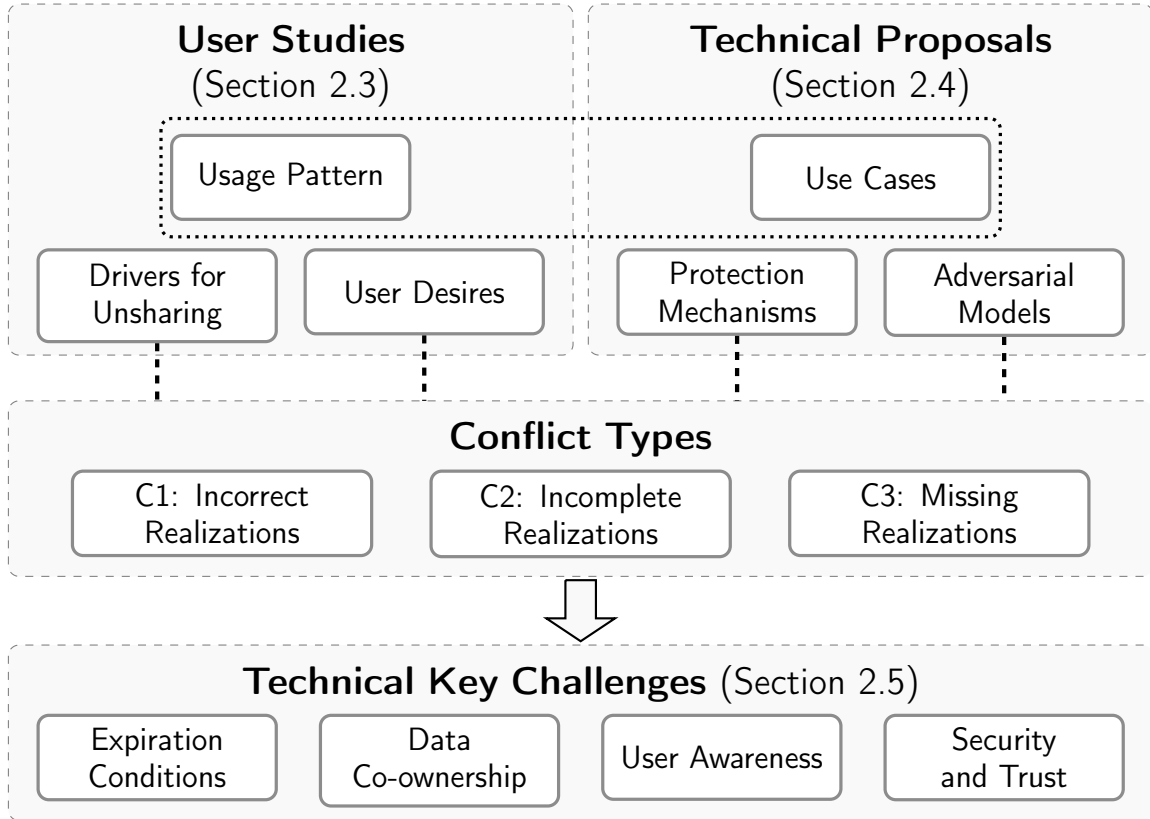 User Studies
(Section 2.3)
Technical Proposals
(Section 2.4)
Usage Pattern
Use Cases
Drivers for
Unsharing
User Desires
Protection
Mechanisms
Adversarial
Models
Conflict Types
C1: Incorrect
Realizations
C2: Incomplete
Realizations
C3: Missing
Realizations
Technical Key Challenges (Section 2.5)
Expiration
Conditions
Data
Co-ownership
User Awareness
Security
and Trust